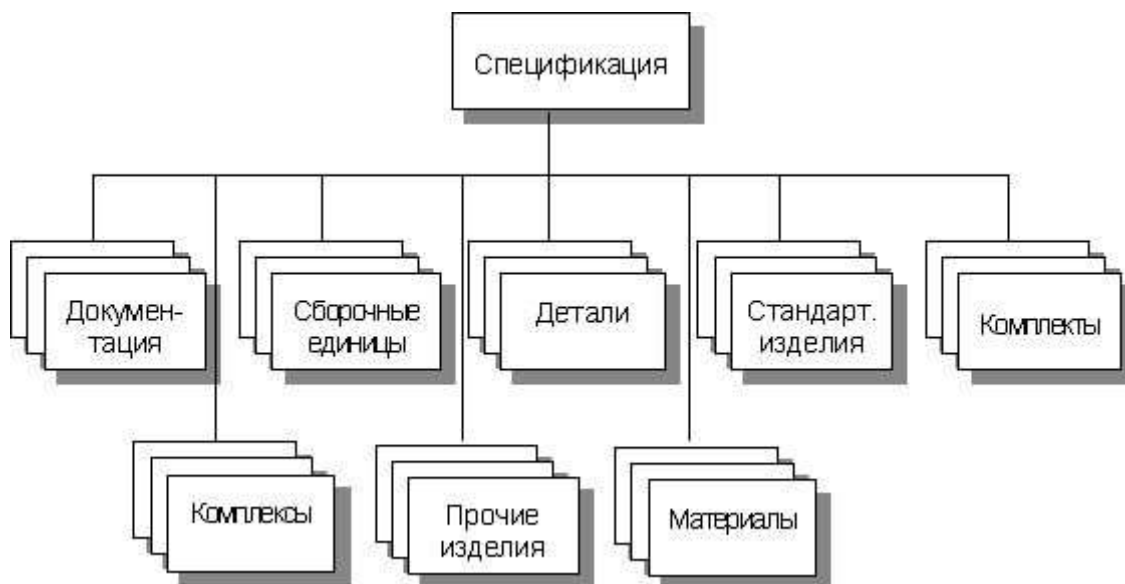 Спецификация
Докумен-
тация
Сборочные
единицы
Детали
Стандарт.
изделия
Комплекты
Комплексы
Прочие
изделия
Материалы